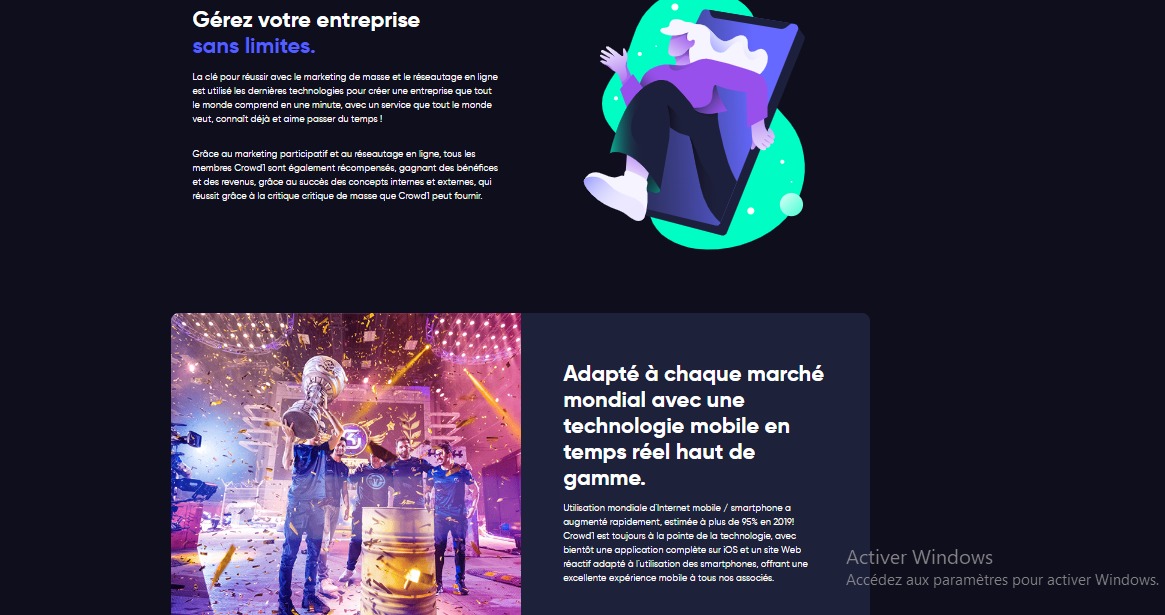 Gérez votre entreprise
sans limites.
La clé pour réussir avec le marketing de masse et le réseautage en ligne
est utilisé les dernières technologies pour créer une entreprise que tout
le monde comprend en une minute, avec un service que tout le monde
veut, connaît déjà et aime passer du temps !
Grâce au marketing participatif et au réseautage en ligne, tous les
membres Crowd1 sont également récompensés, gagnant des bénéfices
et des revenus, grâce au succès des concepts internes et externes, qui
réussit grâce à la critique critique de masse que Crowd1 peut fournir.
Adapté à chaque marché
mondial avec une
technologie mobile en
temps réel haut de
gamme.
Utilisation mondiale d'Internet mobile / smartphone a
augmenté rapidement, estimée à plus de 95% en 2019!
Crowd1 est toujours à la pointe de la technologie, avec
bientôt une application complète sur iOS et un site Web
réactif adapté à l'utilisation des smartphones, offrant une
excellente expérience mobile à tous nos associés.
Activer Windows
Accédez aux paramètres pour activer Windows.